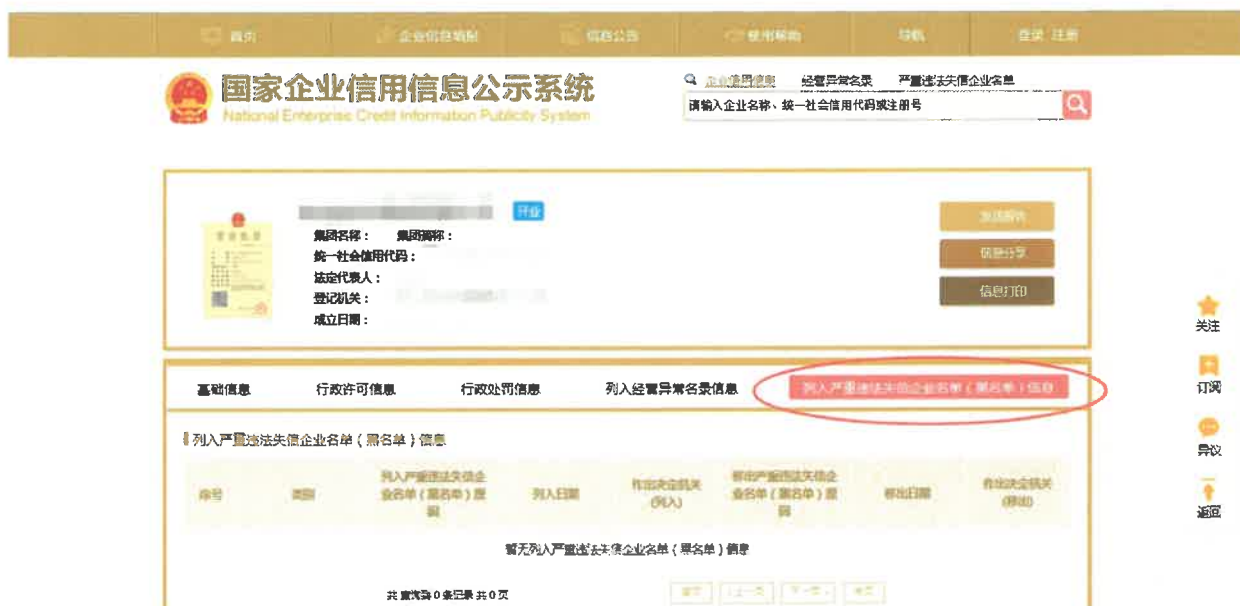 首页 企业信息填报 信息公告 使用帮助 导航 登录 注册
国家企业信用信息公示系统
National Enterprise Credit Information Publicity System
企业信用信息 经营异常名录 严重违法失信企业名单
请输入企业名称、统一社会信用代码或注册号
开业
营业执照
集团名称： 集团简称：
统一社会信用代码：
法定代表人：
登记机关：
成立日期：
发送报告
信息分享
信息打印
关注
订阅
异议
返回
基础信息 行政许可信息 行政处罚信息 列入经营异常名录信息 列入严重违法失信企业名单（黑名单）信息
列入严重违法失信企业名单（黑名单）信息
序号 类别 列入严重违法失信企业名单（黑名单）原因 列入日期 作出决定机关(列入) 移出严重违法失信企业名单（黑名单）原因 移出日期 作出决定机关(移出)
暂无列入严重违法失信企业名单（黑名单）信息
共 查询到 0 条记录 共 0 页
首页 上一页 下一页 末页